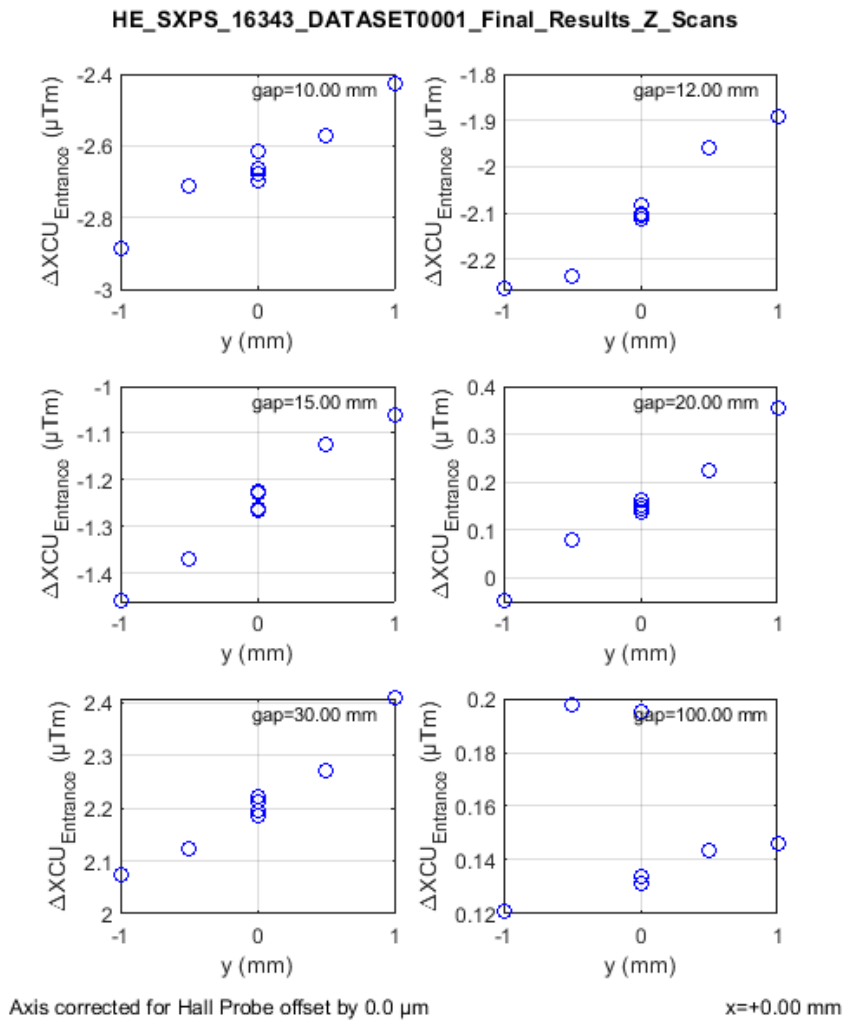 HE_SXPS_16343_DATASET0001_Final_Results_Z_Scans
gap=10.00 mm
ΔXCU_Entrance (μTm)
-2.4
-2.6
-2.8
-3
-1 0 1
y (mm)
gap=12.00 mm
ΔXCU_Entrance (μTm)
-1.8
-1.9
-2
-2.1
-2.2
-1 0 1
y (mm)
gap=15.00 mm
ΔXCU_Entrance (μTm)
-1
-1.1
-1.2
-1.3
-1.4
-1 0 1
y (mm)
gap=20.00 mm
ΔXCU_Entrance (μTm)
0.4
0.3
0.2
0.1
0
-1 0 1
y (mm)
gap=30.00 mm
ΔXCU_Entrance (μTm)
2.4
2.3
2.2
2.1
2
-1 0 1
y (mm)
gap=100.00 mm
ΔXCU_Entrance (μTm)
0.2
0.18
0.16
0.14
0.12
-1 0 1
y (mm)
Axis corrected for Hall Probe offset by 0.0 μm
x=+0.00 mm